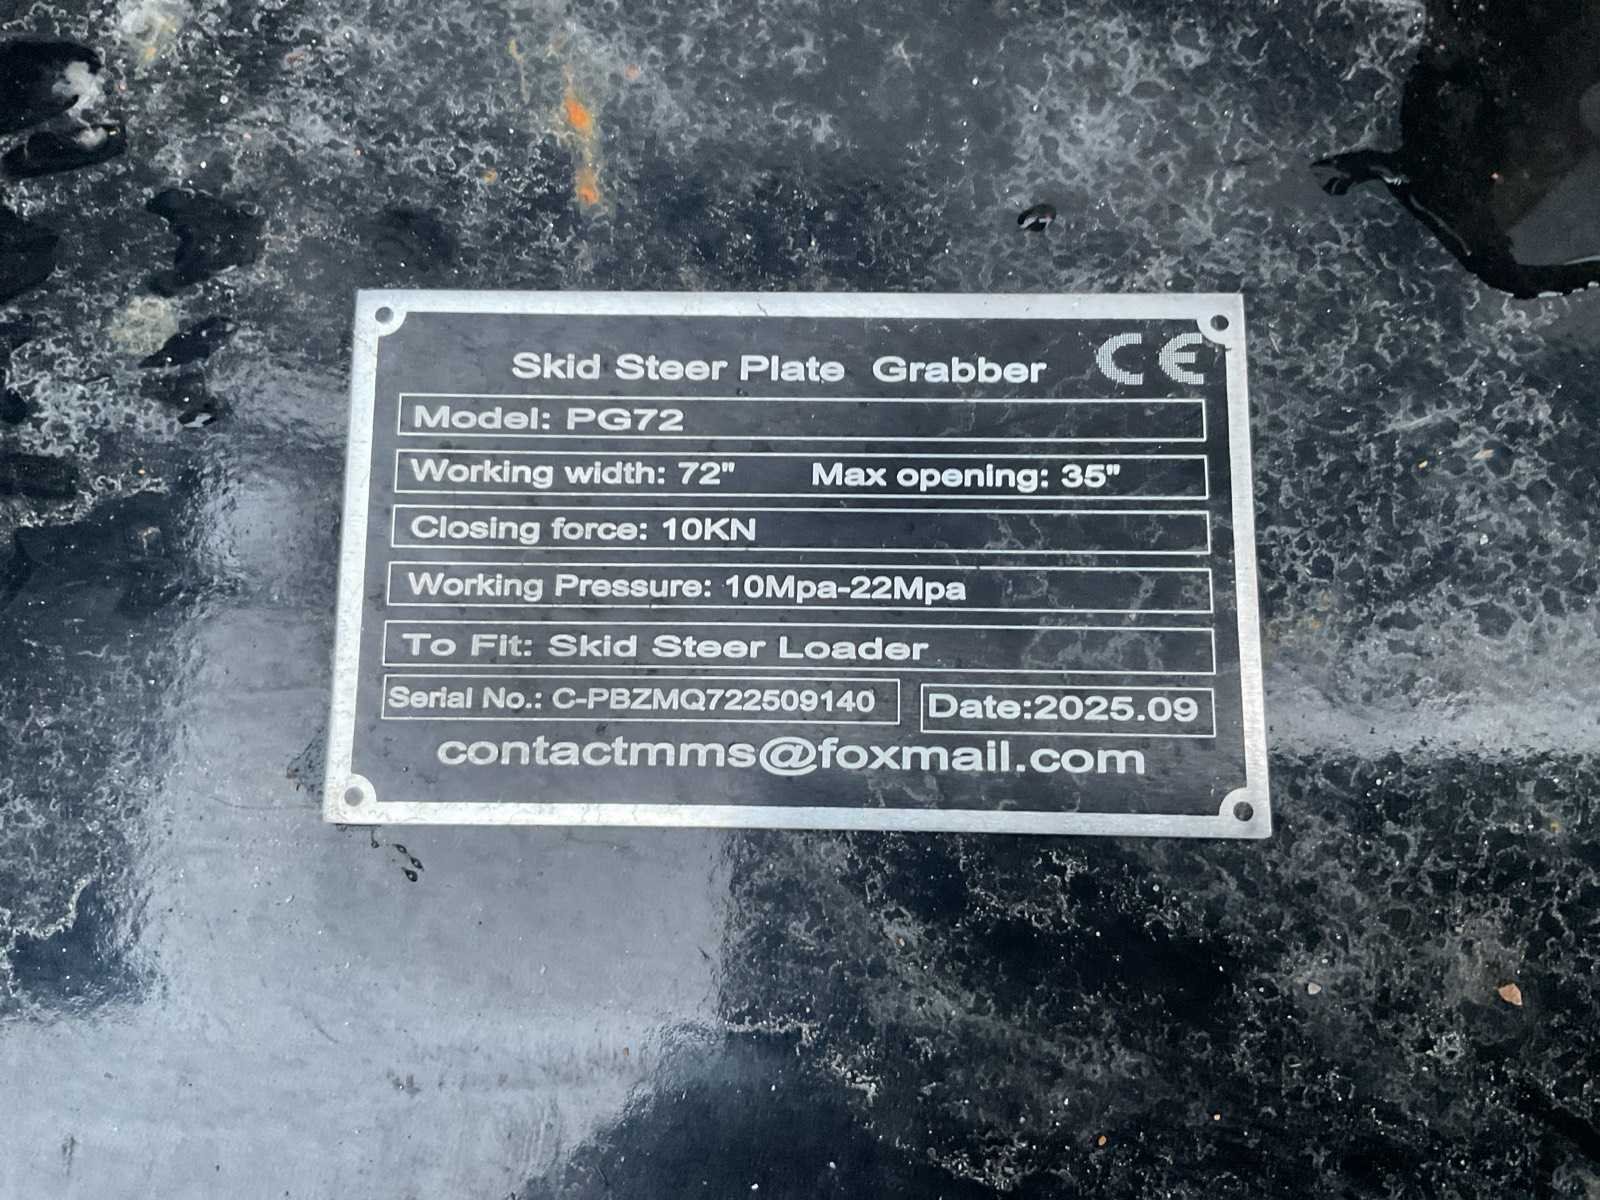 Skid Steer Plate Grabber CE
Model: PG72
Working width: 72" Max opening: 35"
Closing force: 10KN
Working Pressure: 10Mpa-22Mpa
To Fit: Skid Steer Loader
Serial No.: C-PBZMQ722509140 Date:2025.09
contactmms@foxmail.com